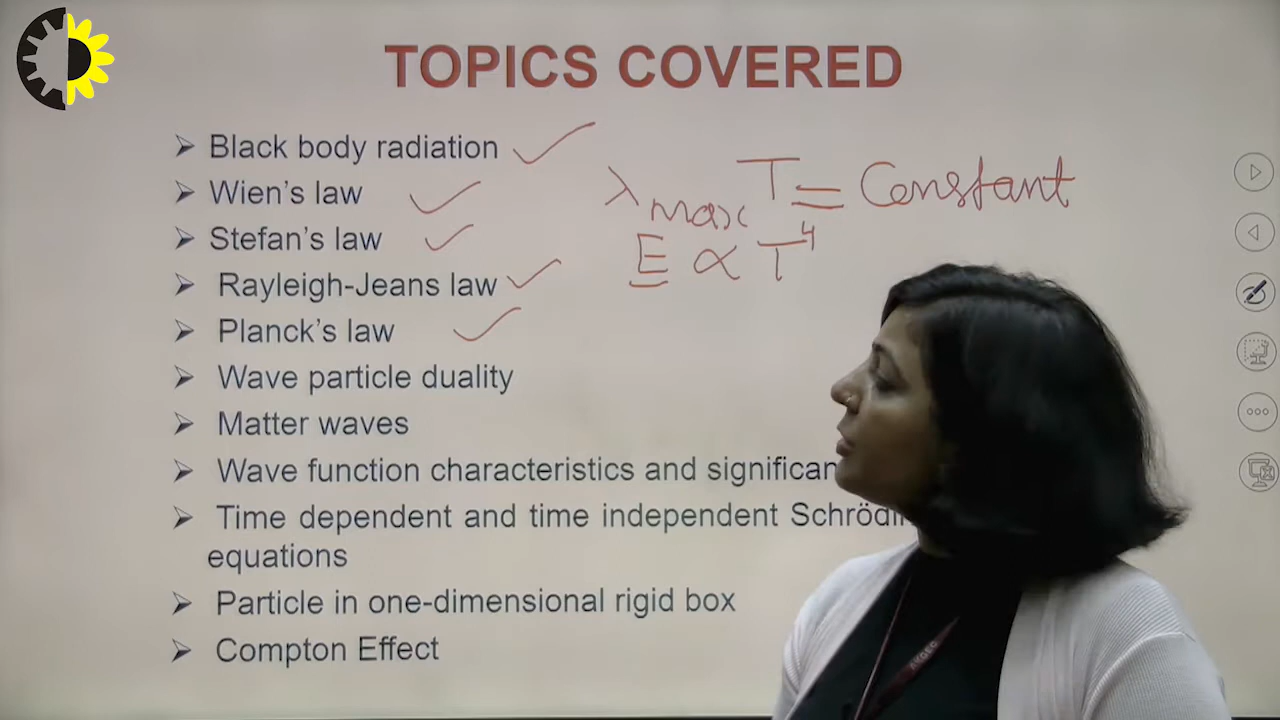 TOPICS COVERED
➢ Black body radiation ✓
λmax T = Constant
➢ Wien’s law ✓
➢ Stefan’s law ✓
E ∝ T⁴
➢ Rayleigh-Jeans law ✓
➢ Planck’s law ✓
➢ Wave particle duality
➢ Matter waves
➢ Wave function characteristics and
➢ Time dependent and time independent
equations
➢ Particle in one-dimensional rigid box
➢ Compton Effect
AKGEC